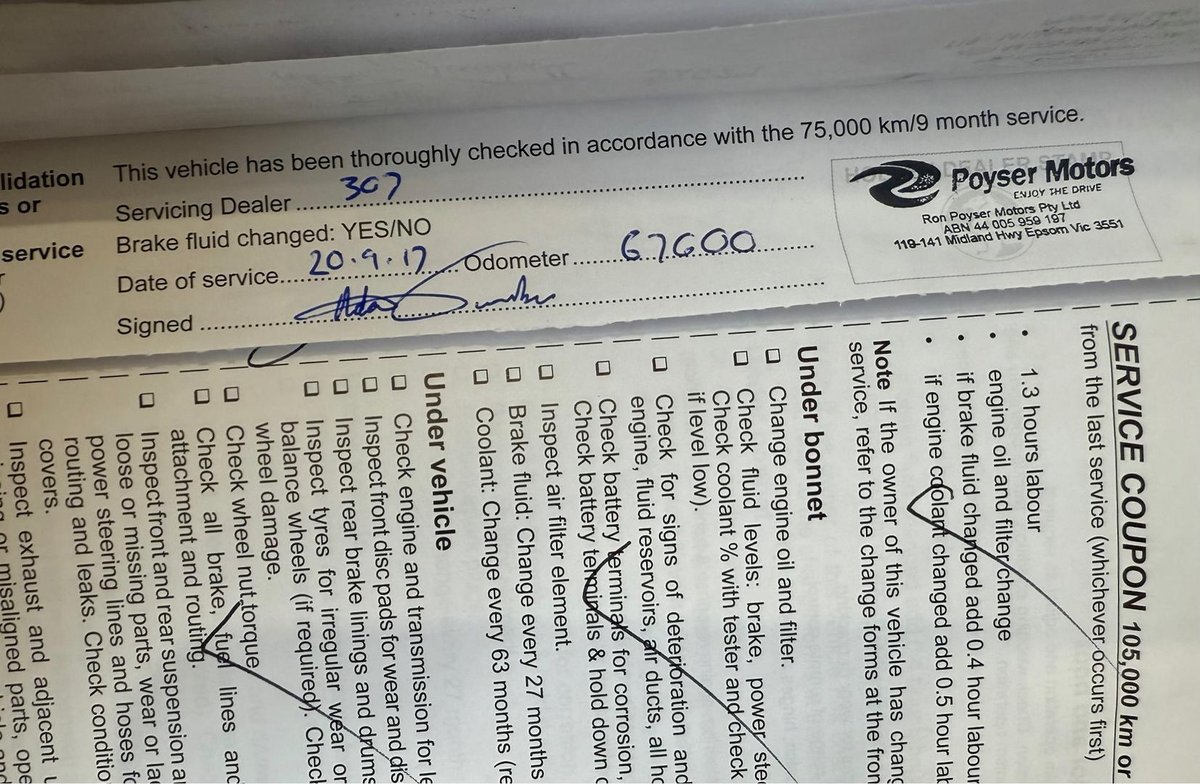 lidation
s or
service
This vehicle has been thoroughly checked in accordance with the 75,000 km/9 month service.
Servicing Dealer 307
Brake fluid changed: YES/NO
Date of service 20.9.17 Odometer 67600
Signed
DEALER STAMP
Poyser Motors
ENJOY THE DRIVE
Ron Poyser Motors Pty Ltd
ABN 44 005 959 197
119-141 Midland Hwy Epsom Vic 3551
SERVICE COUPON 105,000 km or
from the last service (whichever occurs first)
• 1.3 hours labour
• engine oil and filter change
• if brake fluid changed add 0.4 hour labour
• if engine coolant changed add 0.5 hour lab
Note If the owner of this vehicle has chang
service, refer to the change forms at the fron
Under bonnet
☐ Change engine oil and filter.
☐ Check fluid levels: brake, power stee
Check coolant % with tester and check
if level low).
☐ Check for signs of deterioration and
engine, fluid reservoirs, air ducts, all ho
☐ Check battery terminals for corrosion,
Check battery terminals & hold down c
☐ Inspect air filter element.
☐ Brake fluid: Change every 27 months
☐ Coolant: Change every 63 months (re
Under vehicle
☐ Check engine and transmission for le
☐ Inspect front disc pads for wear and dis
☐ Inspect rear brake linings and drums
☐ Inspect tyres for irregular wear or
balance wheels (if required). Check
wheel damage.
☐ Check wheel nut torque.
☐ Check all brake, fuel lines and
attachment and routing.
☐ Inspect front and rear suspension a
loose or missing parts, wear or la
power steering lines and hoses fo
routing and leaks. Check conditio
covers.
☐ Inspect exhaust and adjacent u
or misaligned parts, ope